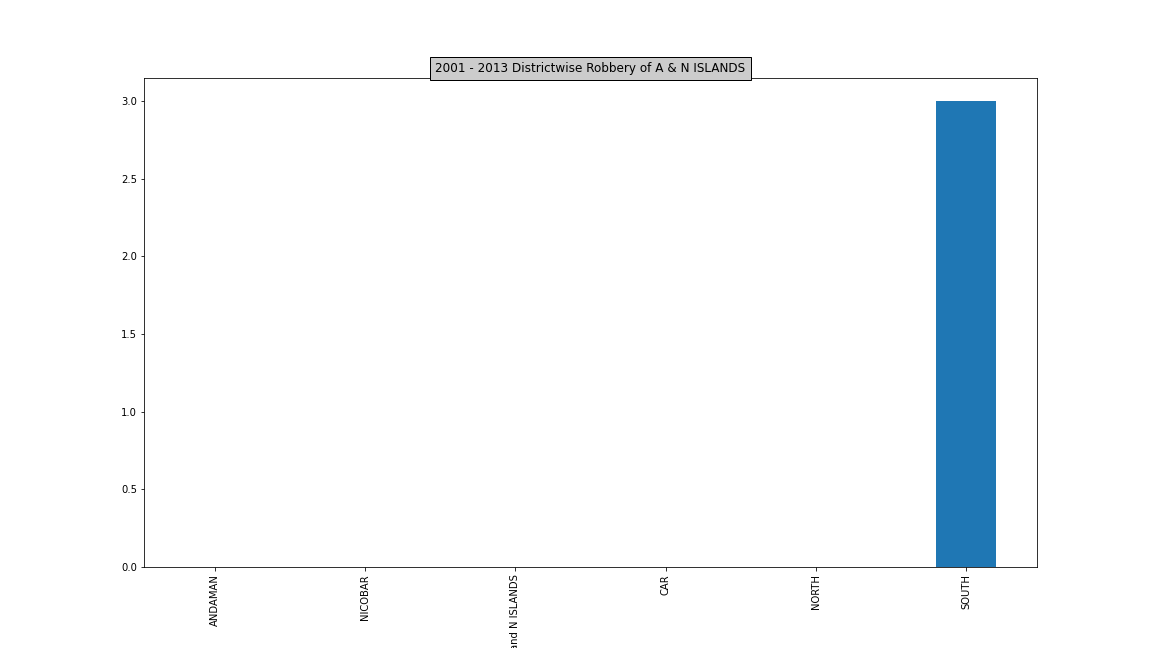 2001 - 2013 Districtwise Robbery of A & N ISLANDS
3.0
2.5
2.0
1.5
1.0
0.5
0.0
ANDAMAN
NICOBAR
and N ISLANDS
CAR
NORTH
SOUTH